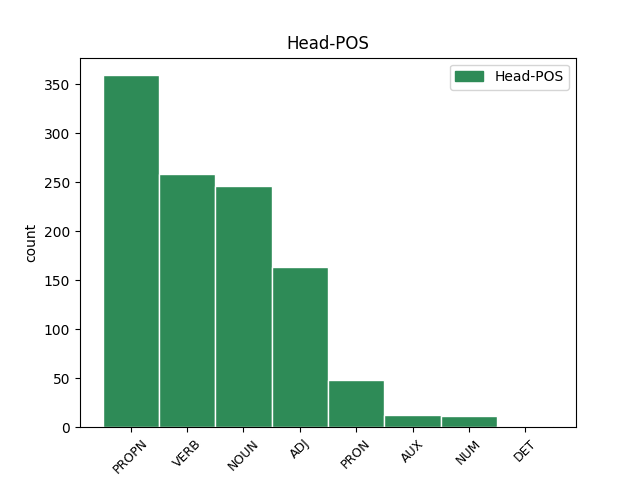 Head-POS
Head-POS
350
300
250
200
150
100
50
0
count
PROPN
VERB
NOUN
ADJ
PRON
AUX
NUM
DET